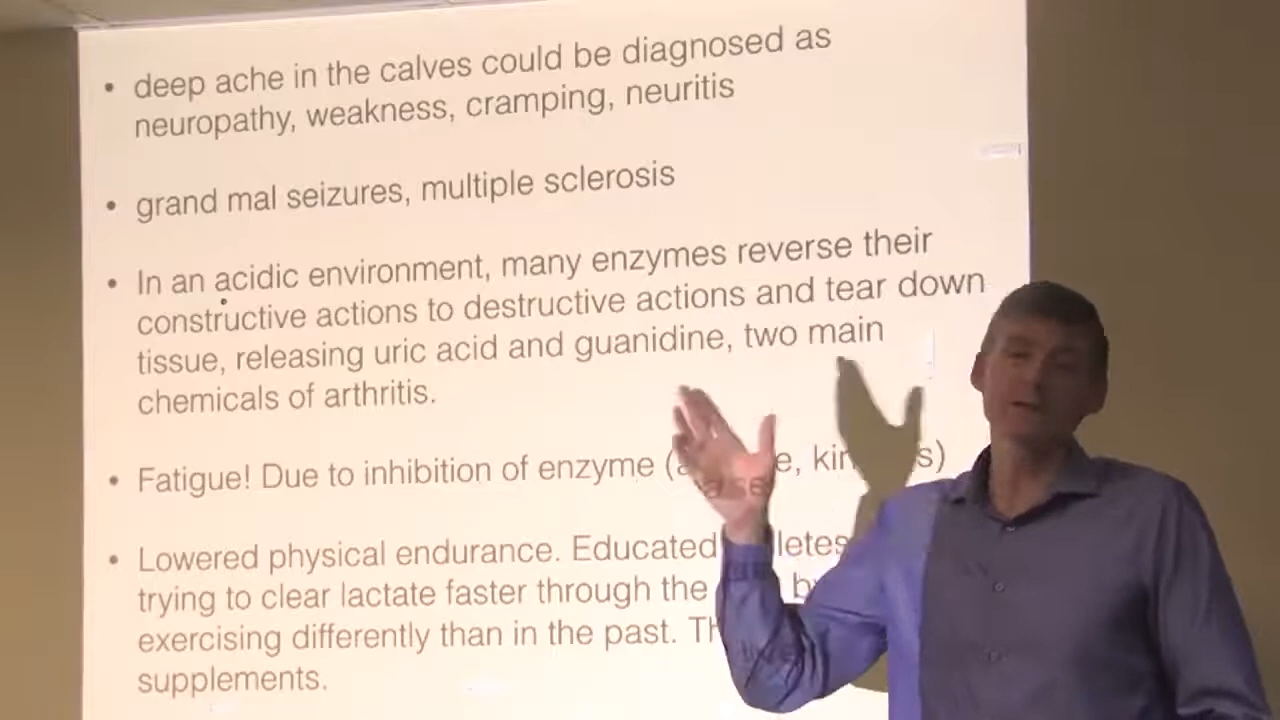 • deep ache in the calves could be diagnosed as
neuropathy, weakness, cramping, neuritis
• grand mal seizures, multiple sclerosis
• In an acidic environment, many enzymes reverse their
constructive actions to destructive actions and tear down
tissue, releasing uric acid and guanidine, two main
chemicals of arthritis.
• Fatigue! Due to inhibition of enzyme (
• Lowered physical endurance. Educated
trying to clear lactate faster through the
exercising differently than in the past.
supplements.